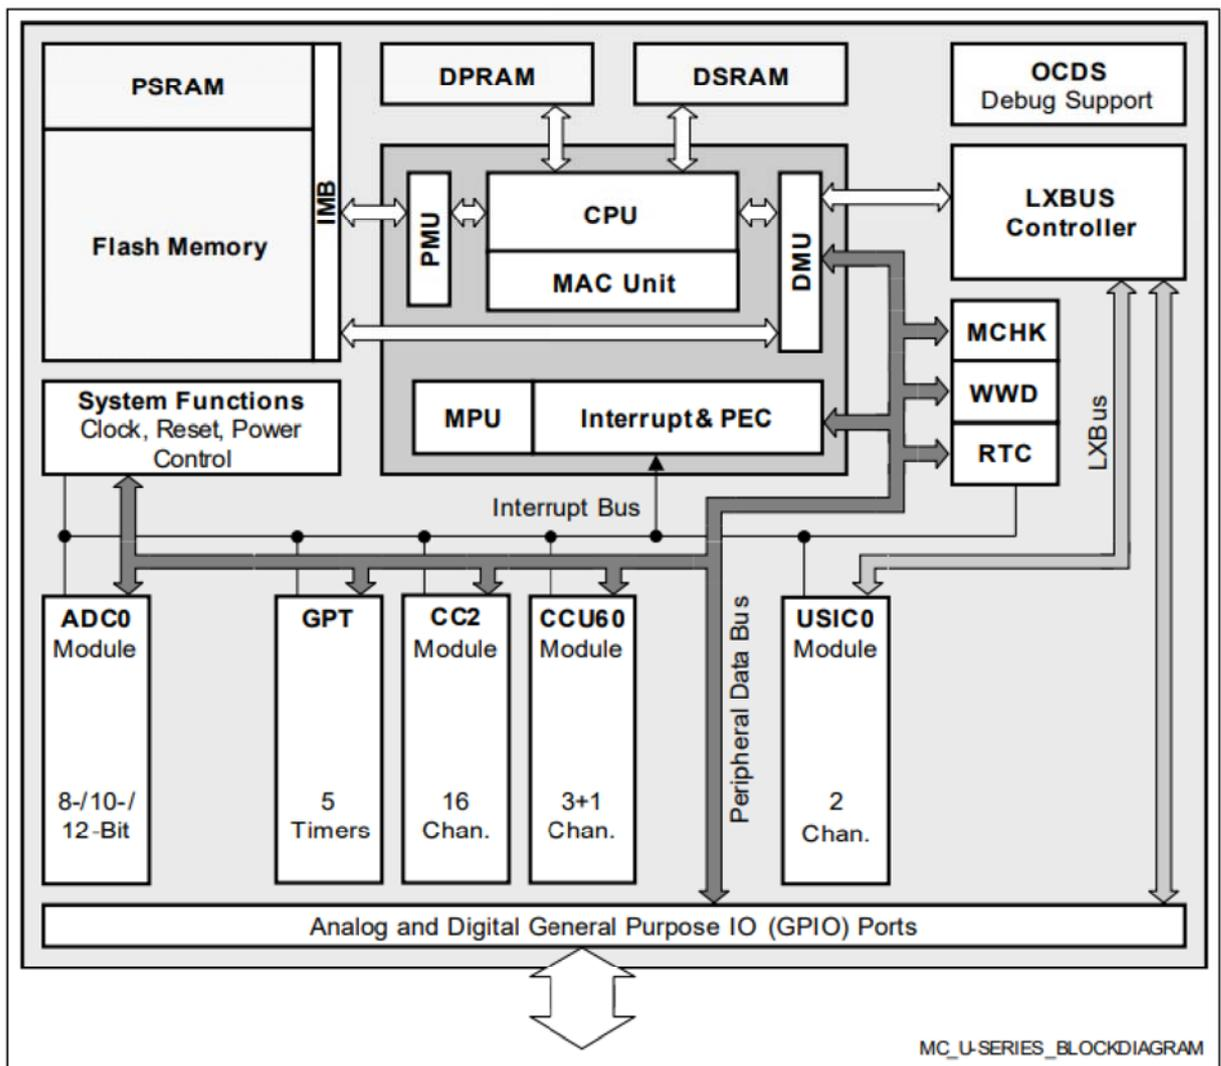 PSRAM
DPRAM
DSRAM
OCDS
Debug Support
IMB
Flash Memory
PMU
CPU
MAC Unit
DMU
LXBUS
Controller
MCHK
WWD
RTC
System Functions
Clock, Reset, Power
Control
MPU
Interrupt & PEC
LXBus
Interrupt Bus
ADC0
Module
8-/10-/
12-Bit
GPT
5
Timers
CC2
Module
16
Chan.
CCU60
Module
3+1
Chan.
Peripheral Data Bus
USIC0
Module
2
Chan.
Analog and Digital General Purpose IO (GPIO) Ports
MC_U-SERIES_BLOCKDIAGRAM